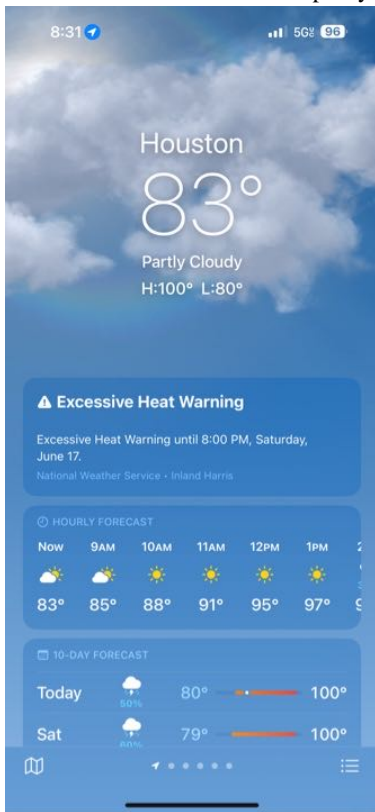 8:31
5G 96
Houston
83°
Partly Cloudy
H:100° L:80°
Excessive Heat Warning
Excessive Heat Warning until 8:00 PM, Saturday,
June 17.
National Weather Service • Inland Harris
HOURLY FORECAST
Now 9AM 10AM 11AM 12PM 1PM
83° 85° 88° 91° 95° 97°
10-DAY FORECAST
Today 50% 80° 100°
Sat 60% 79° 100°